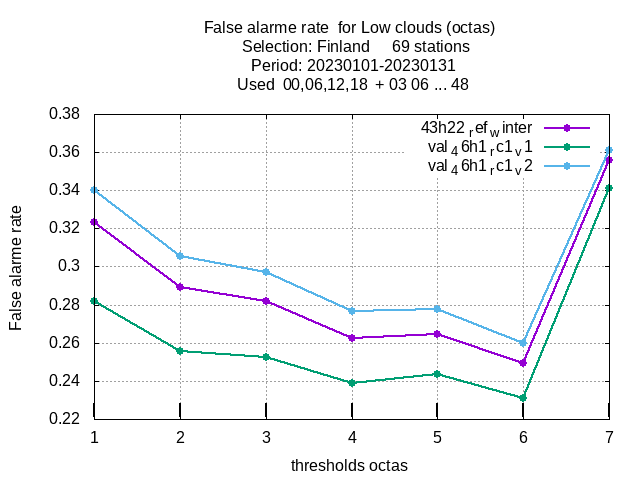 False alarme rate for Low clouds (octas)
Selection: Finland 69 stations
Period: 20230101-20230131
Used 00,06,12,18 + 03 06 ... 48
0.38
0.36
0.34
0.32
0.3
0.28
0.26
0.24
0.22
False alarme rate
43h22 ref winter
val 4 6h1 r c1 v 1
val 4 6h1 r c1 v 2
1 2 3 4 5 6 7
thresholds octas